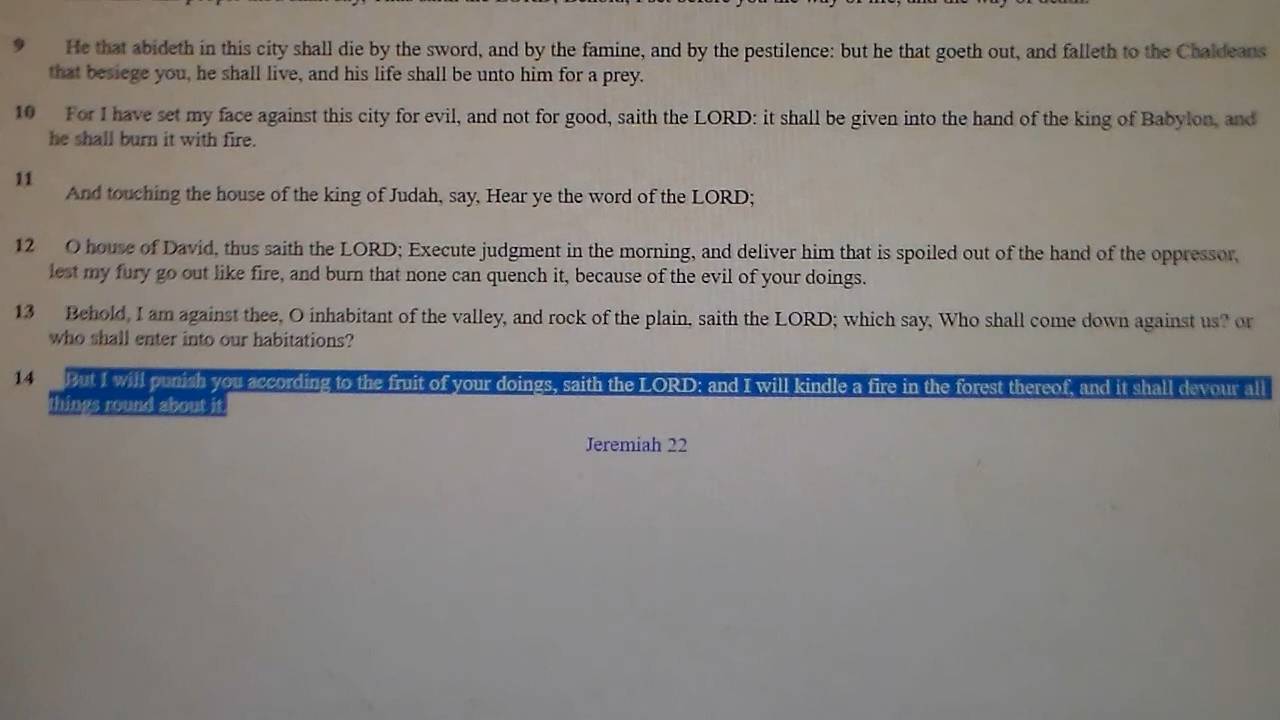 9 He that abideth in this city shall die by the sword, and by the famine, and by the pestilence: but he that goeth out, and falleth to the Chaldeans
that besiege you, he shall live, and his life shall be unto him for a prey.
10 For I have set my face against this city for evil, and not for good, saith the LORD: it shall be given into the hand of the king of Babylon, and
he shall burn it with fire.
11 And touching the house of the king of Judah, say, Hear ye the word of the LORD;
12 O house of David, thus saith the LORD; Execute judgment in the morning, and deliver him that is spoiled out of the hand of the oppressor,
lest my fury go out like fire, and burn that none can quench it, because of the evil of your doings.
13 Behold, I am against thee, O inhabitant of the valley, and rock of the plain, saith the LORD; which say, Who shall come down against us? or
who shall enter into our habitations?
14 But I will punish you according to the fruit of your doings, saith the LORD: and I will kindle a fire in the forest thereof, and it shall devour all
things round about it.
Jeremiah 22